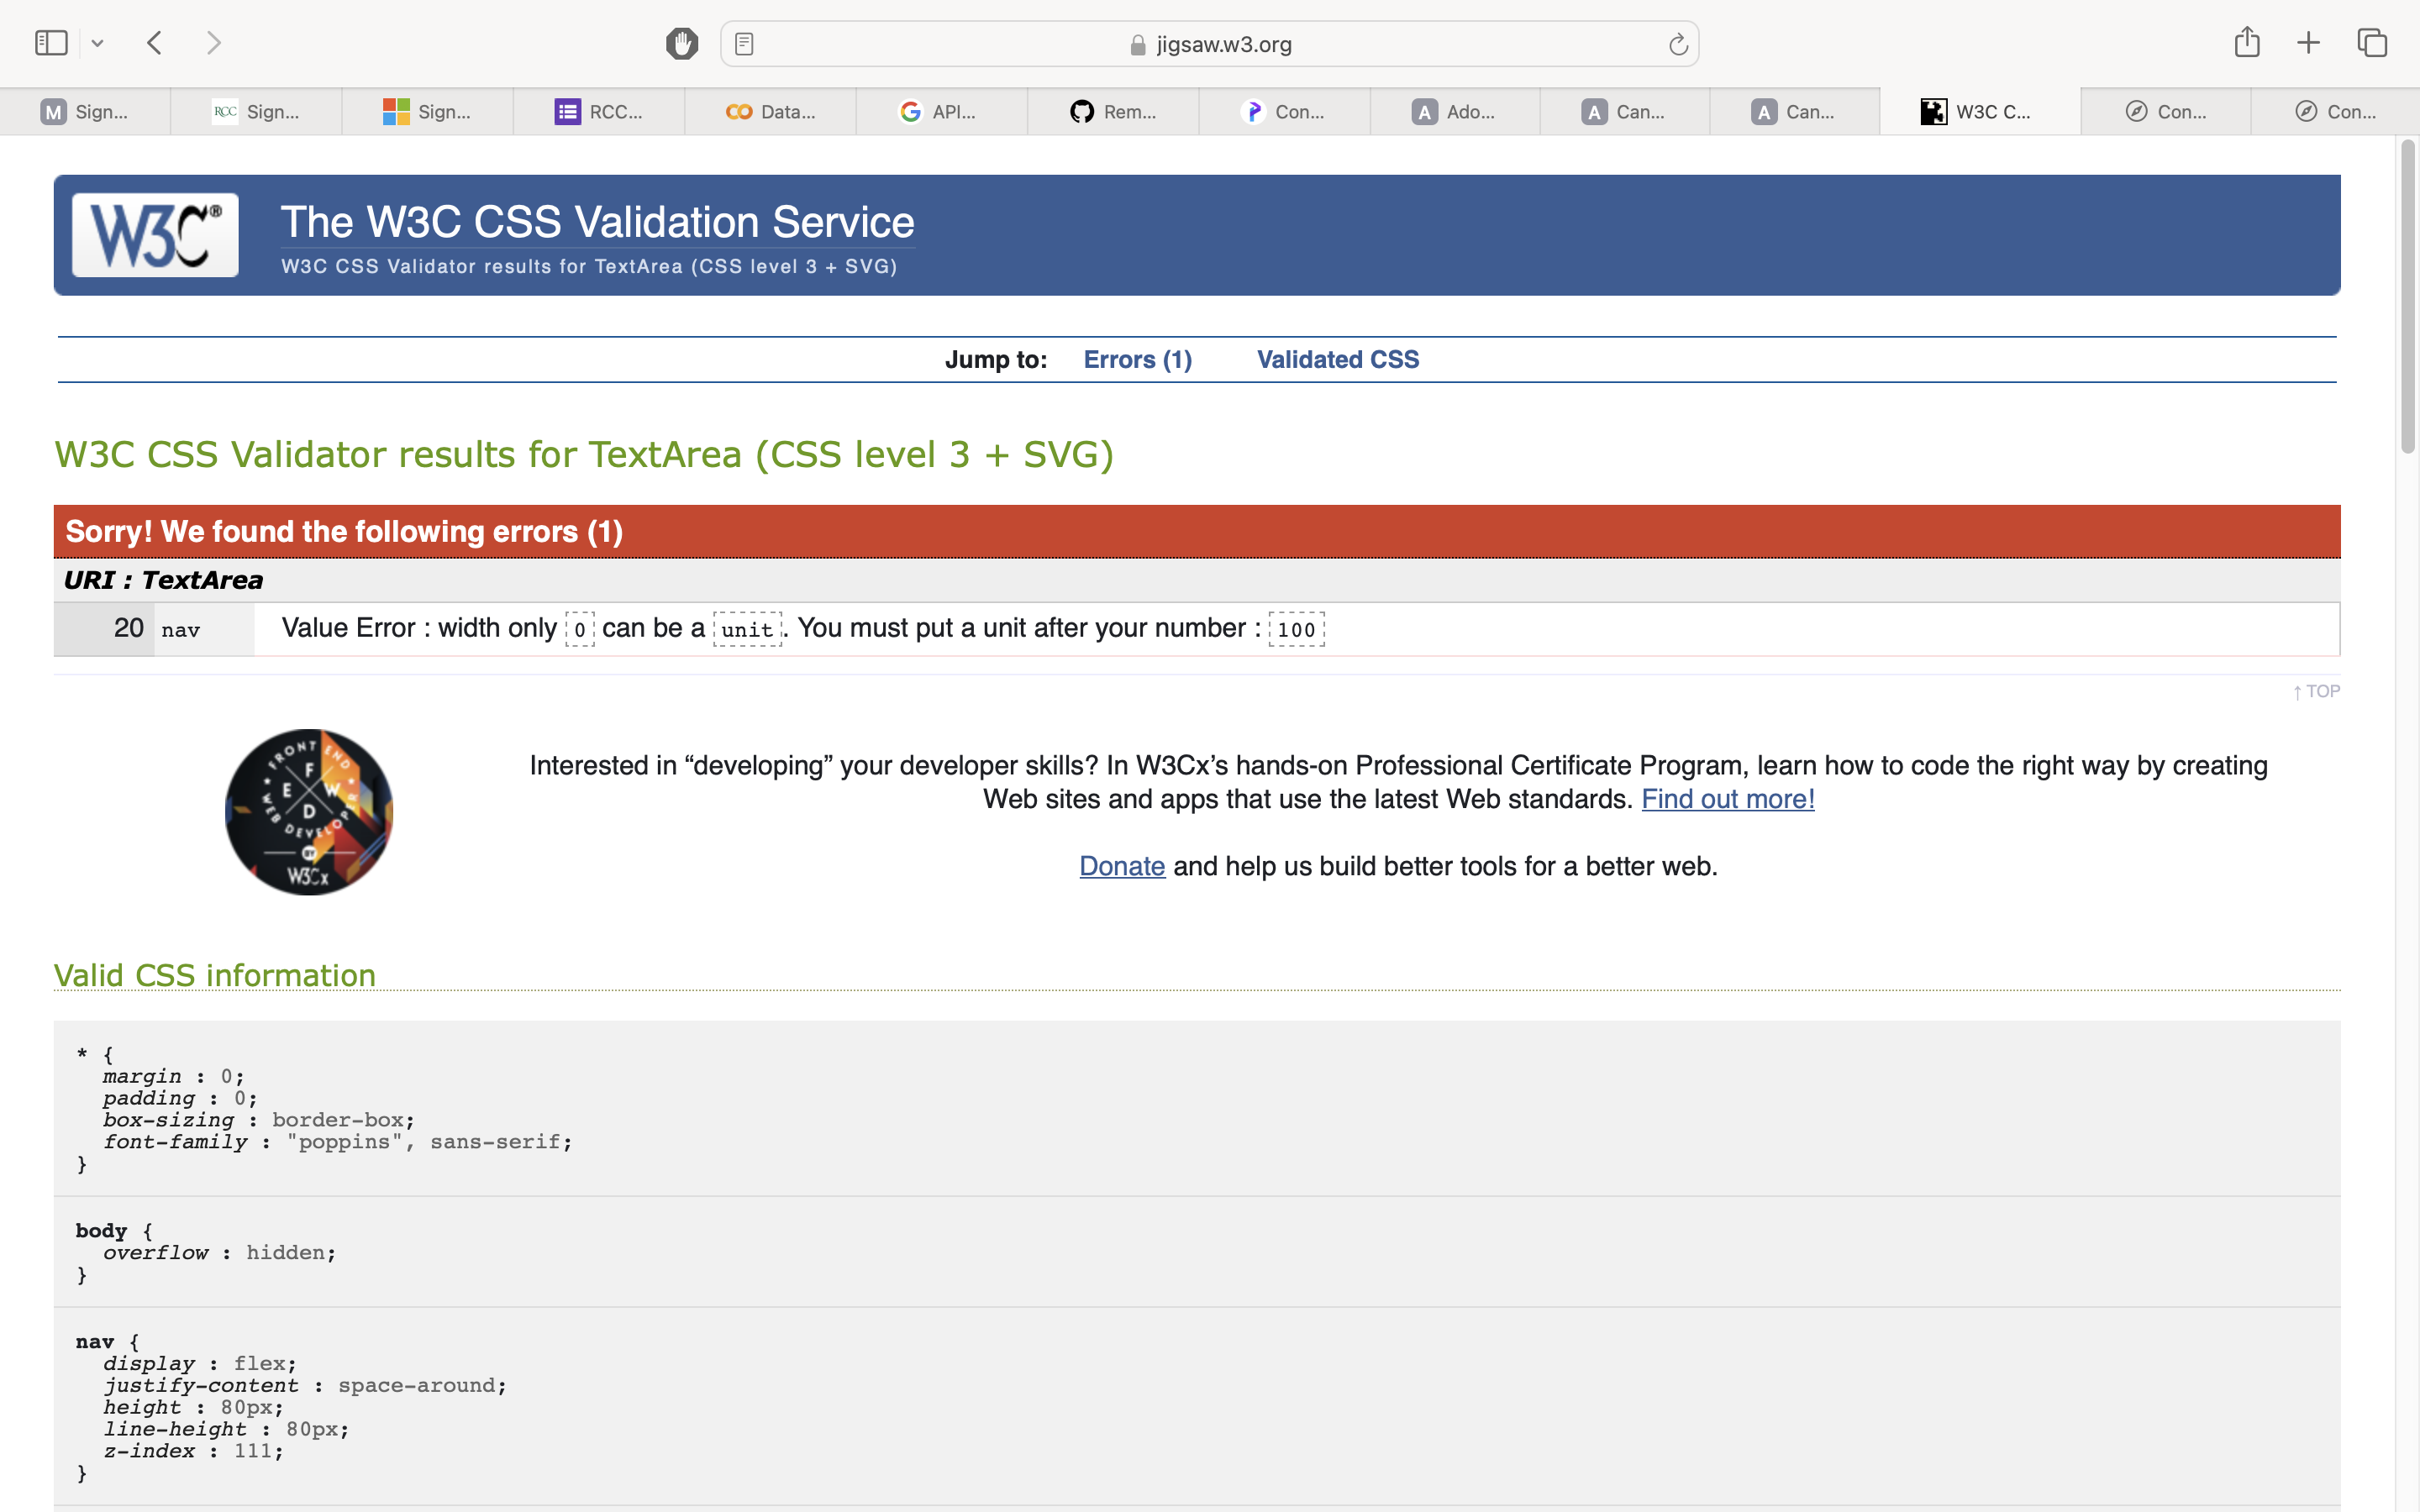 jigsaw.w3.org
M Sign...
RCC Sign...
Sign...
RCC...
Data...
API...
Rem...
Con...
A Ado...
A Can...
A Can...
W3C C...
Con...
Con...
W3C®
The W3C CSS Validation Service
W3C CSS Validator results for TextArea (CSS level 3 + SVG)
Jump to: Errors (1) Validated CSS
W3C CSS Validator results for TextArea (CSS level 3 + SVG)
Sorry! We found the following errors (1)
URI : TextArea
20 nav Value Error : width only 0 can be a unit. You must put a unit after your number : 100
↑ TOP
FRONT END
F E W D
WEB DEVELOPER
BY
W3Cx
Interested in “developing” your developer skills? In W3Cx’s hands-on Professional Certificate Program, learn how to code the right way by creating
Web sites and apps that use the latest Web standards. Find out more!
Donate and help us build better tools for a better web.
Valid CSS information
* {
margin : 0;
padding : 0;
box-sizing : border-box;
font-family : "poppins", sans-serif;
}
body {
overflow : hidden;
}
nav {
display : flex;
justify-content : space-around;
height : 80px;
line-height : 80px;
z-index : 111;
}